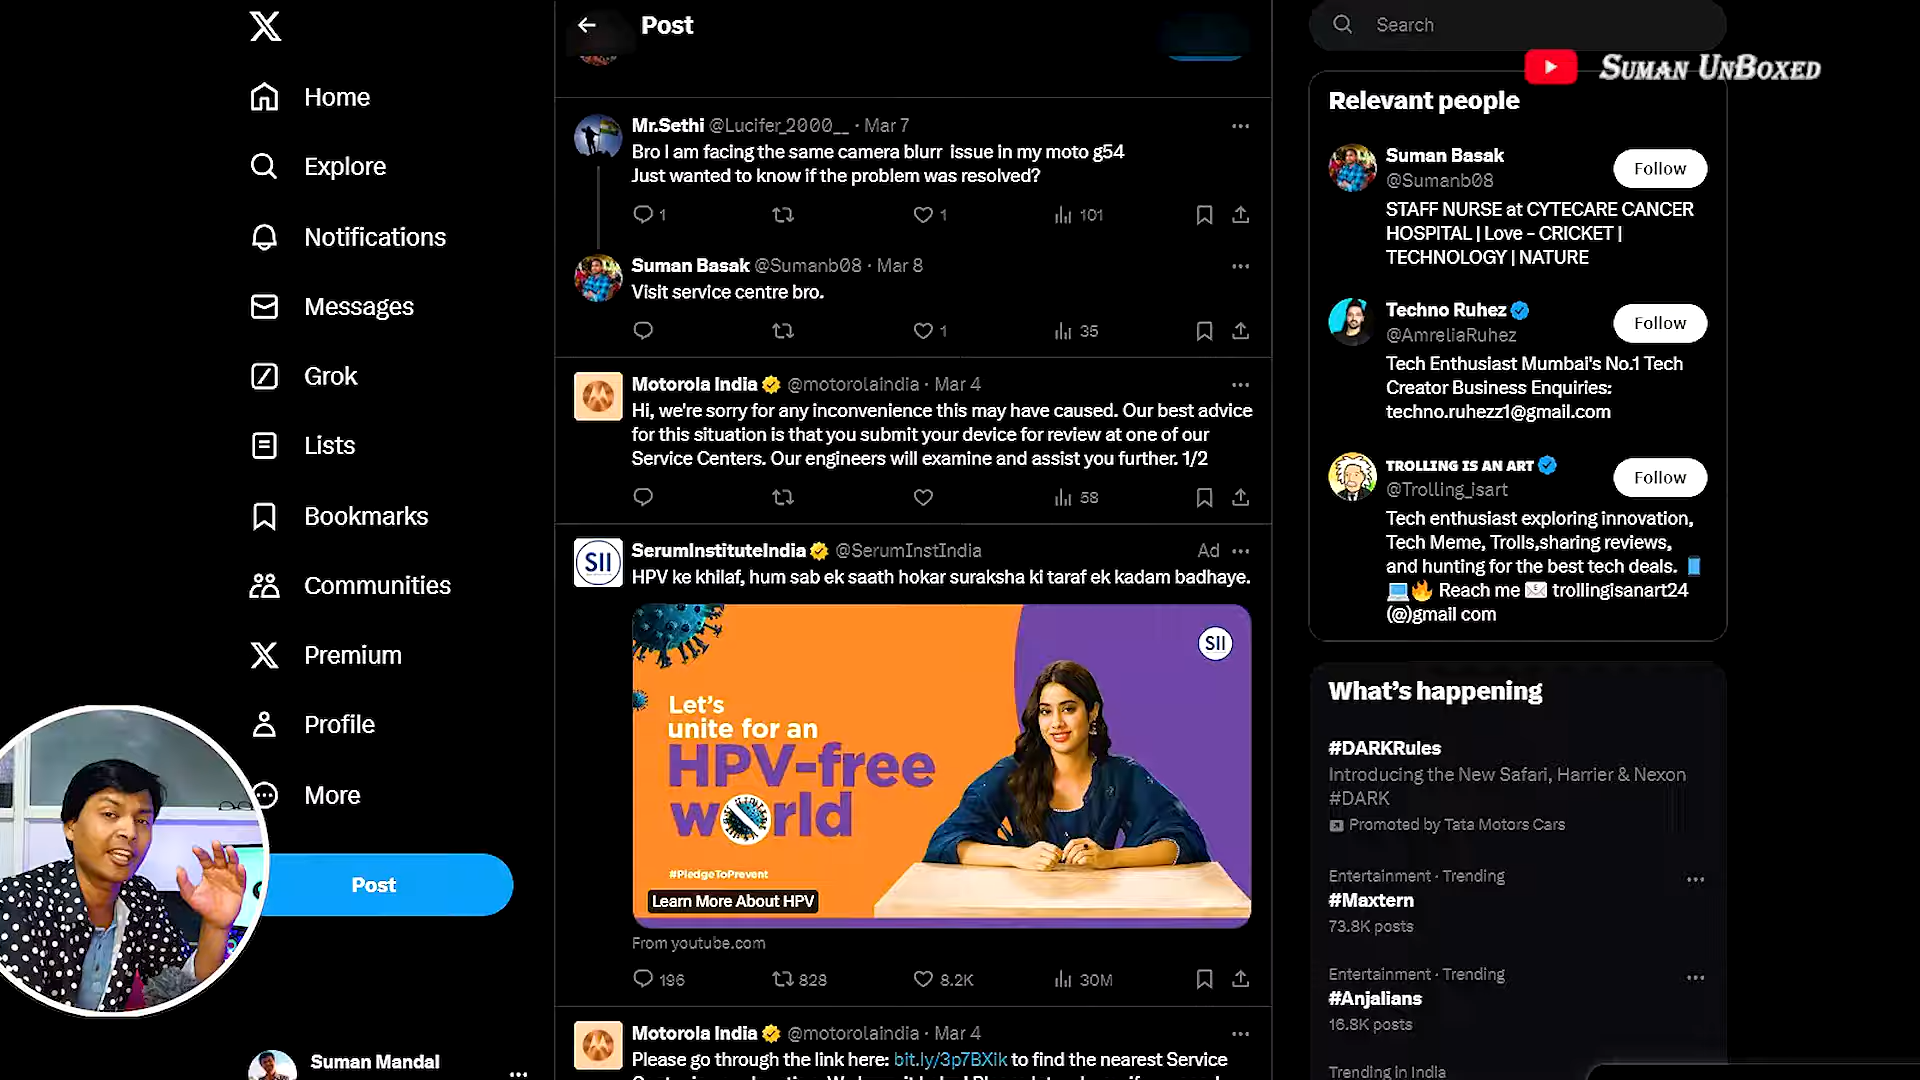 Home
Explore
Notifications
Messages
Grok
Lists
Bookmarks
Communities
Premium
Profile
More
Post
Suman Mandal
Post
Mr.Sethi @Lucifer_2000__ · Mar 7
Bro I am facing the same camera blurr issue in my moto g54
Just wanted to know if the problem was resolved?
1 1 101
Suman Basak @Sumanb08 · Mar 8
Visit service centre bro.
1 35
Motorola India @motorolaindia · Mar 4
Hi, we're sorry for any inconvenience this may have caused. Our best advice
for this situation is that you submit your device for review at one of our
Service Centers. Our engineers will examine and assist you further. 1/2
58
SerumInstituteIndia @SerumInstIndia Ad
HPV ke khilaf, hum sab ek saath hokar suraksha ki taraf ek kadam badhaye.
SII
SII
Let's
unite for an
HPV-free
world
#PledgeToPrevent
Learn More About HPV
From youtube.com
196 828 8.2K 30M
Motorola India @motorolaindia · Mar 4
Please go through the link here: bit.ly/3p7BXik to find the nearest Service
Search
SUMAN UNBOXED
Relevant people
Suman Basak
@Sumanb08
Follow
STAFF NURSE at CYTECARE CANCER
HOSPITAL | Love - CRICKET |
TECHNOLOGY | NATURE
Techno Ruhez
@AmreliaRuhez
Follow
Tech Enthusiast Mumbai's No.1 Tech
Creator Business Enquiries:
techno.ruhezz1@gmail.com
TROLLING IS AN ART
@Trolling_isart
Follow
Tech enthusiast exploring innovation,
Tech Meme, Trolls,sharing reviews,
and hunting for the best tech deals.
Reach me trollingisanart24
(@)gmail com
What's happening
#DARKRules
Introducing the New Safari, Harrier & Nexon
#DARK
Promoted by Tata Motors Cars
Entertainment · Trending
#Maxtern
73.8K posts
Entertainment · Trending
#Anjalians
16.8K posts
Trending in India